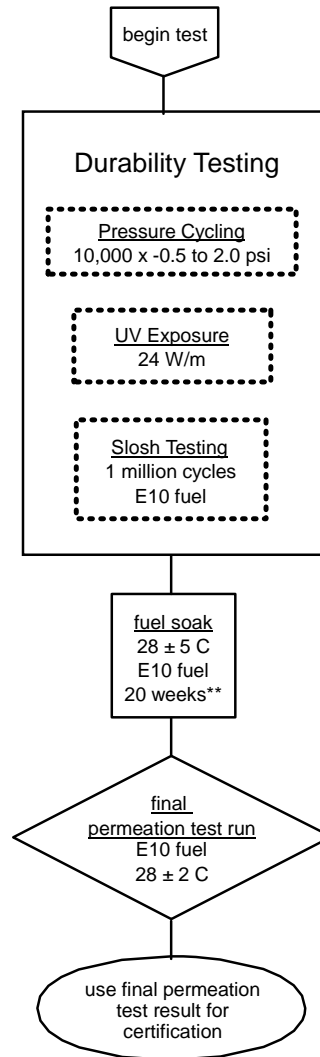 begin test
Durability Testing
Pressure Cycling
10,000 x -0.5 to 2.0 psi
UV Exposure
24 W/m
Slosh Testing
1 million cycles
E10 fuel
fuel soak
28 ± 5 C
E10 fuel
20 weeks**
final
permeation test run
E10 fuel
28 ± 2 C
use final permeation
test result for
certification